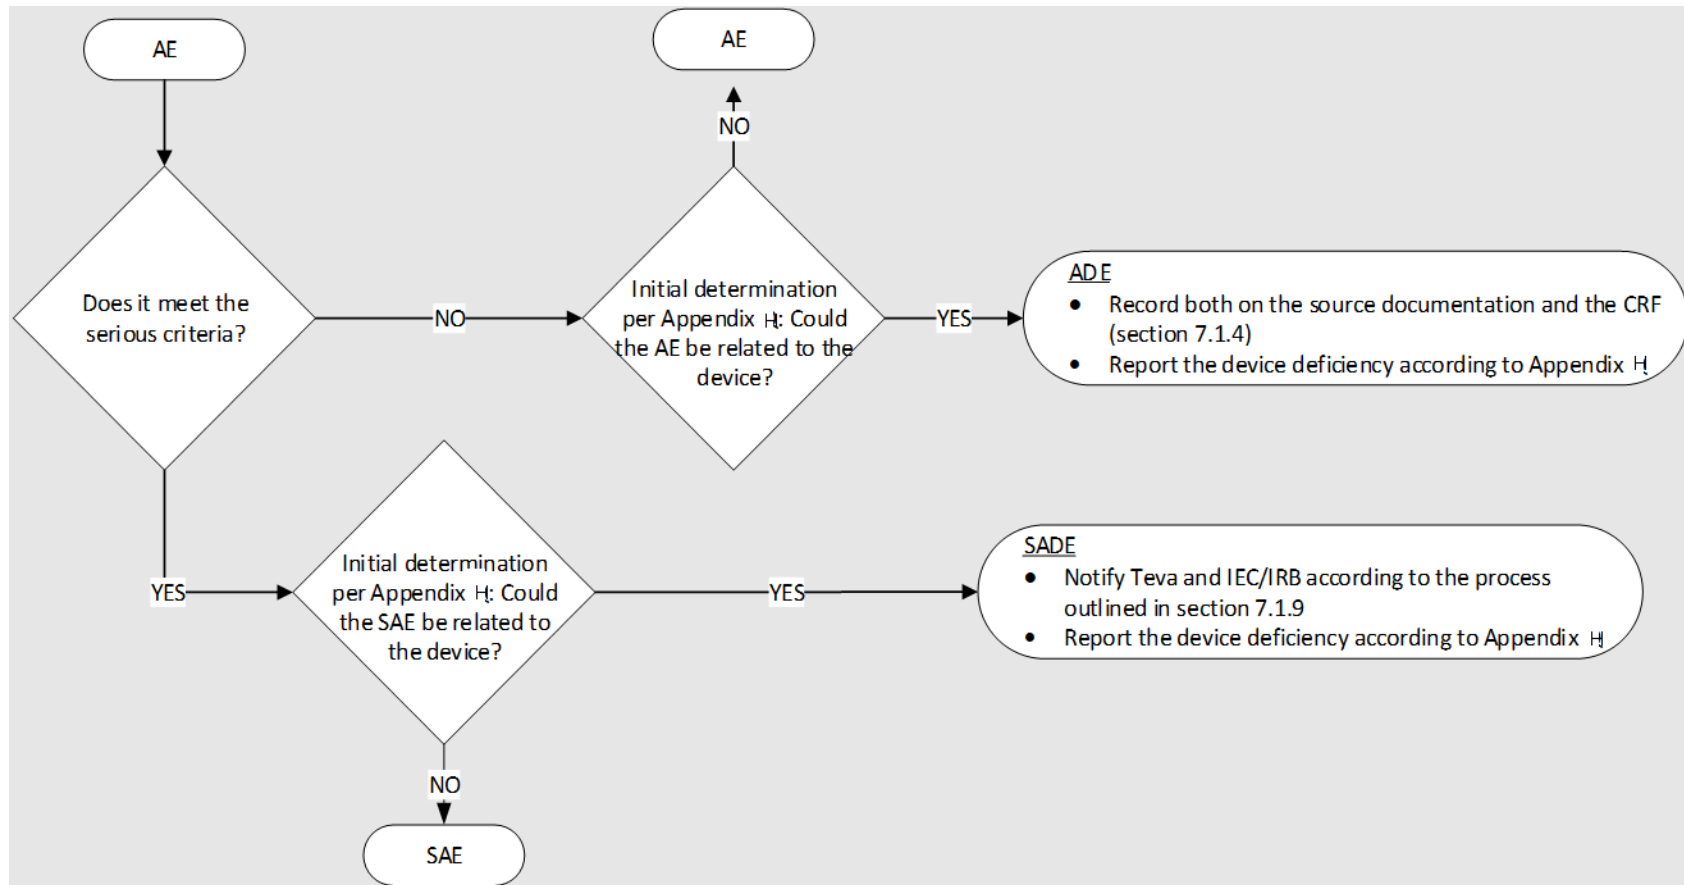 AE
AE
NO
Does it meet the
serious criteria?
NO
Initial determination
per Appendix H: Could
the AE be related to the
device?
YES
ADE
• Record both on the source documentation and the CRF
(section 7.1.4)
• Report the device deficiency according to Appendix H
YES
Initial determination
per Appendix H: Could
the SAE be related to
the device?
YES
SADE
• Notify Teva and IEC/IRB according to the process
outlined in section 7.1.9
• Report the device deficiency according to Appendix H
NO
SAE